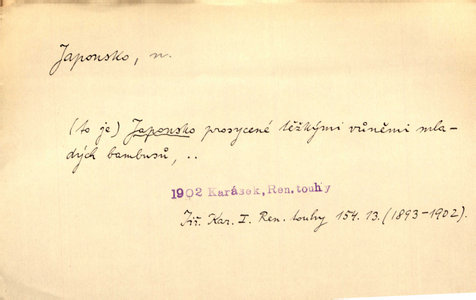 Japonsko, n.
(to je) Japonsko prosycené těžkými vůněmi mla-
dých bambusů, ..
1902 Karásek, Ren. touhy
Jiř. Kar. I. Ren. touhy 154. 13. (1893-1902).